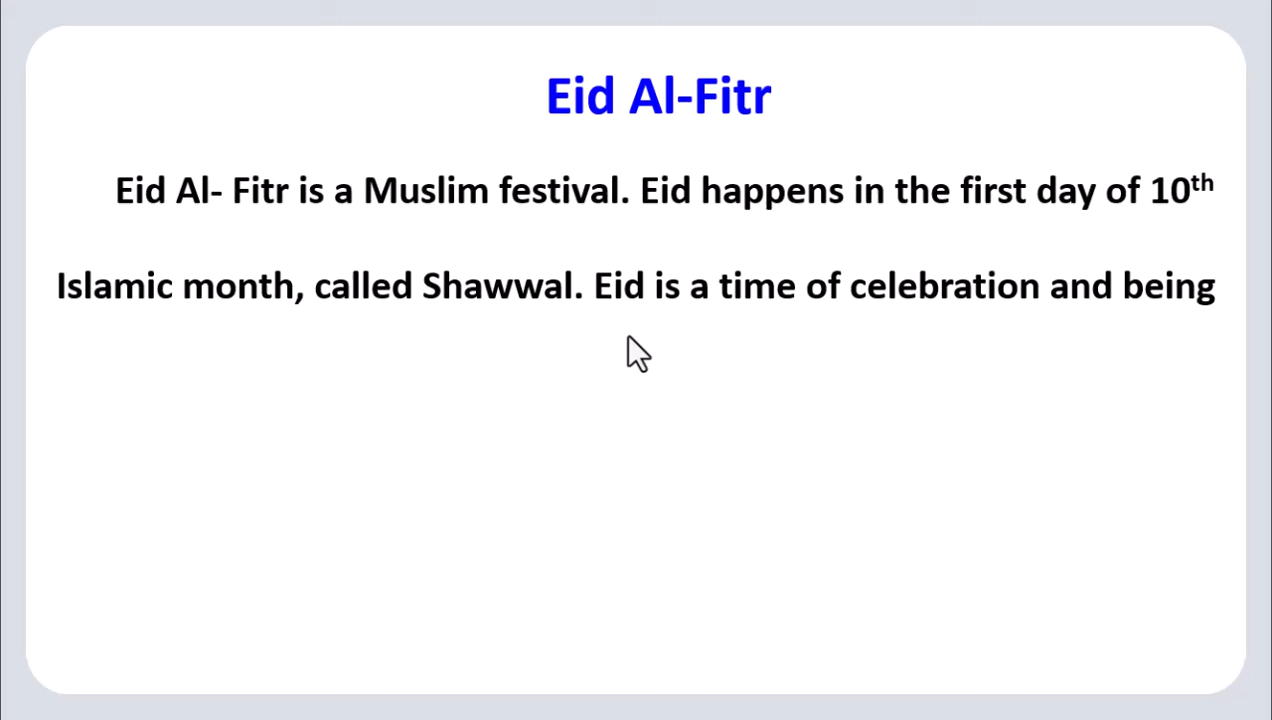 Eid Al-Fitr
Eid Al- Fitr is a Muslim festival. Eid happens in the first day of 10th
Islamic month, called Shawwal. Eid is a time of celebration and being